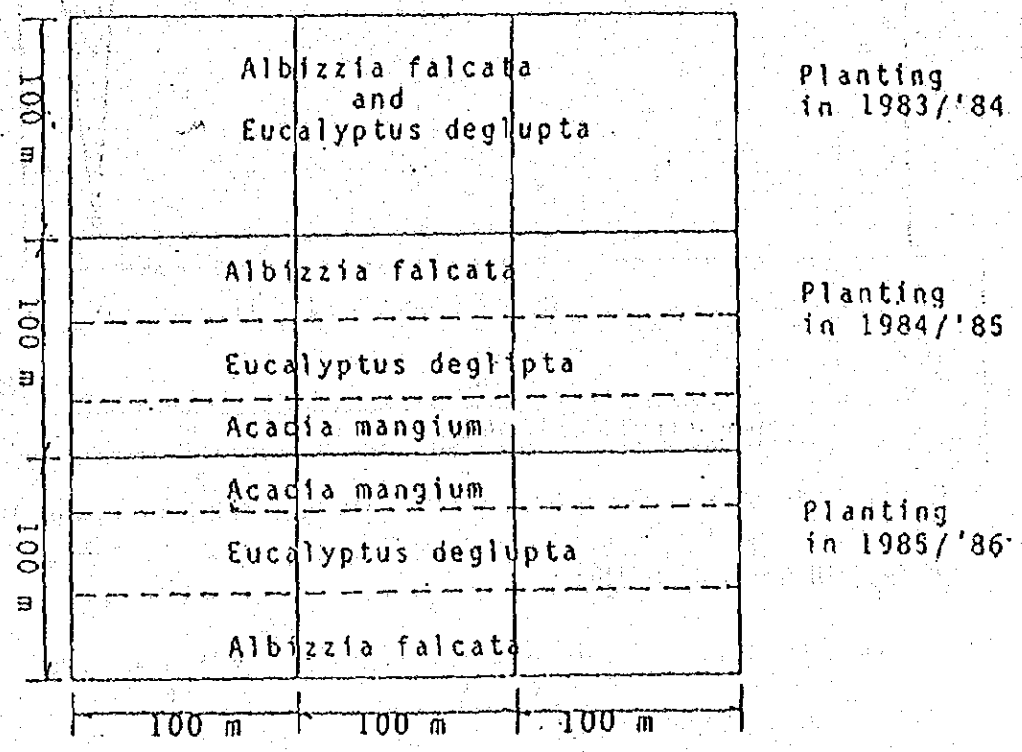 100 m
Albizzia falcata
and
Eucalyptus deglupta
Planting
in 1983/'84
100 m
Albizzia falcata
Eucalyptus deglipta
Acacia mangium
Planting
in 1984/'85
100 m
Acacia mangium
Eucalyptus deglupta
Albizzia falcata
Planting
in 1985/'86
100 m 100 m 100 m